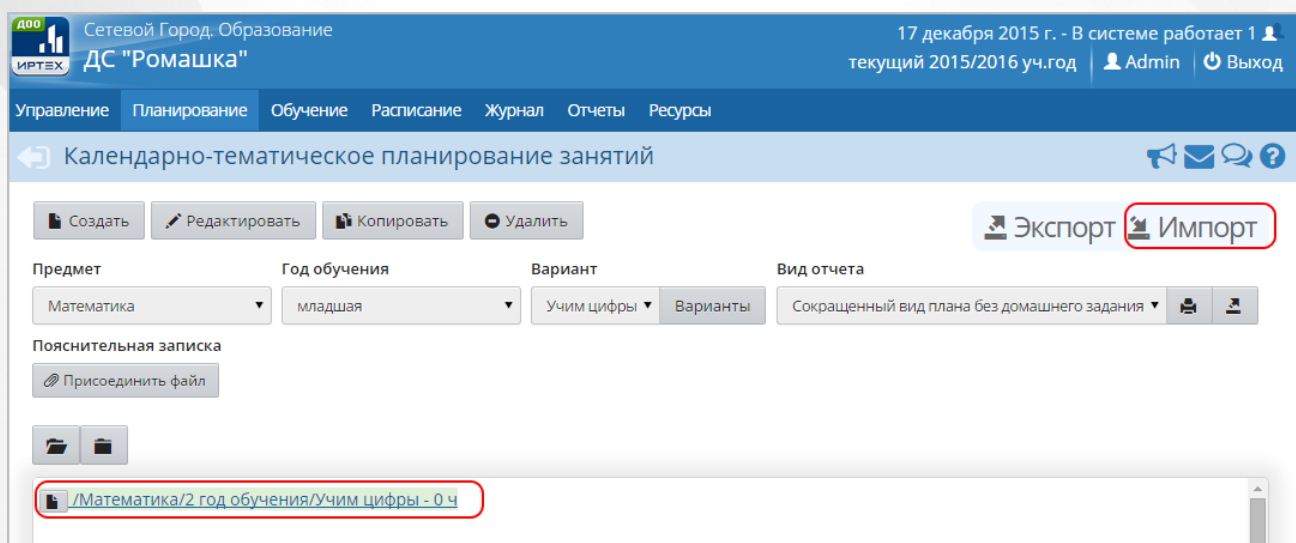 ДОО
ИРТЕХ
Сетевой Город. Образование
ДС "Ромашка"
17 декабря 2015 г. - В системе работает 1
текущий 2015/2016 уч.год Admin Выход
Управление Планирование Обучение Расписание Журнал Отчеты Ресурсы
Календарно-тематическое планирование занятий
Создать Редактировать Копировать Удалить Экспорт Импорт
Предмет Год обучения Вариант Вид отчета
Математика младшая Учим цифры Варианты Сокращенный вид плана без домашнего задания
Пояснительная записка
Присоединить файл
/Математика/2 год обучения/Учим цифры - 0 ч